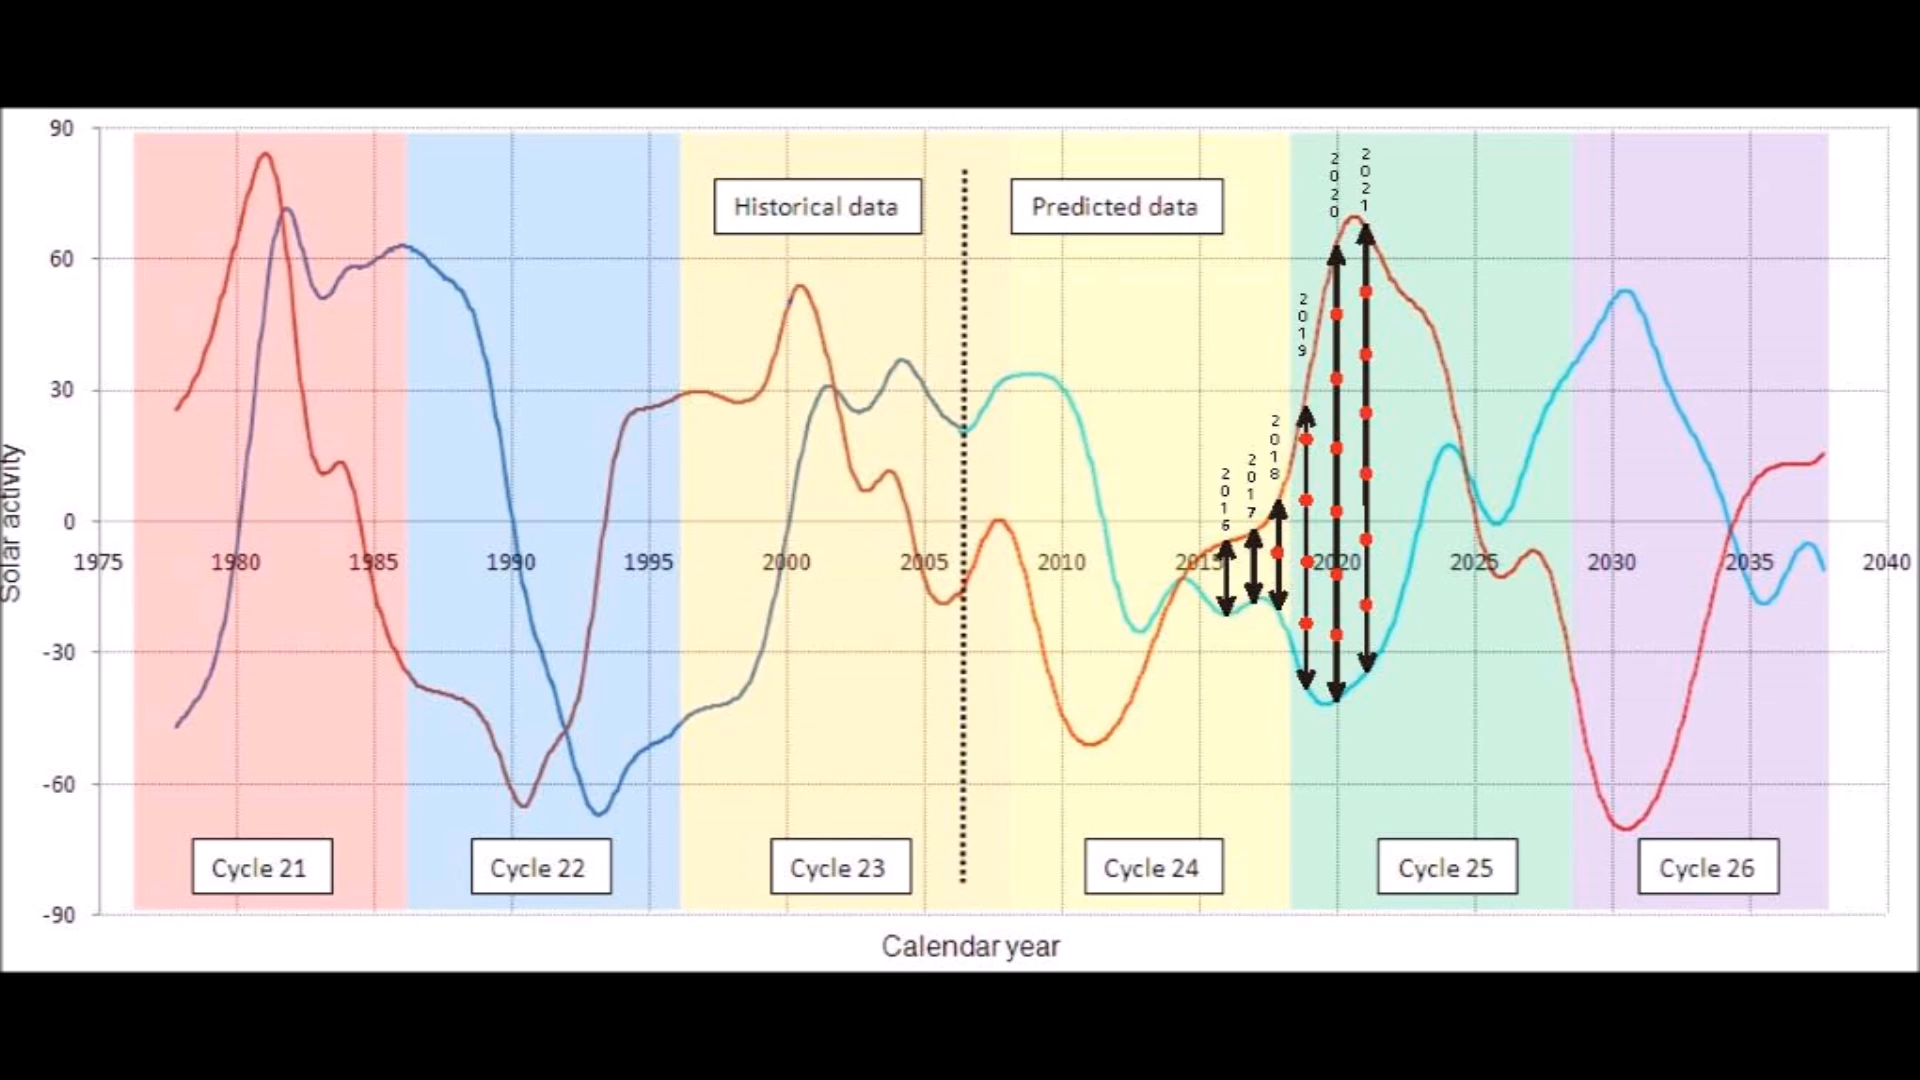 90
60
30
0
-30
-60
-90
Solar activity
Historical data
Predicted data
2016
2017
2018
2019
2020
2021
1975 1980 1985 1990 1995 2000 2005 2010 2015 2020 2025 2030 2035 2040
Cycle 21
Cycle 22
Cycle 23
Cycle 24
Cycle 25
Cycle 26
Calendar year